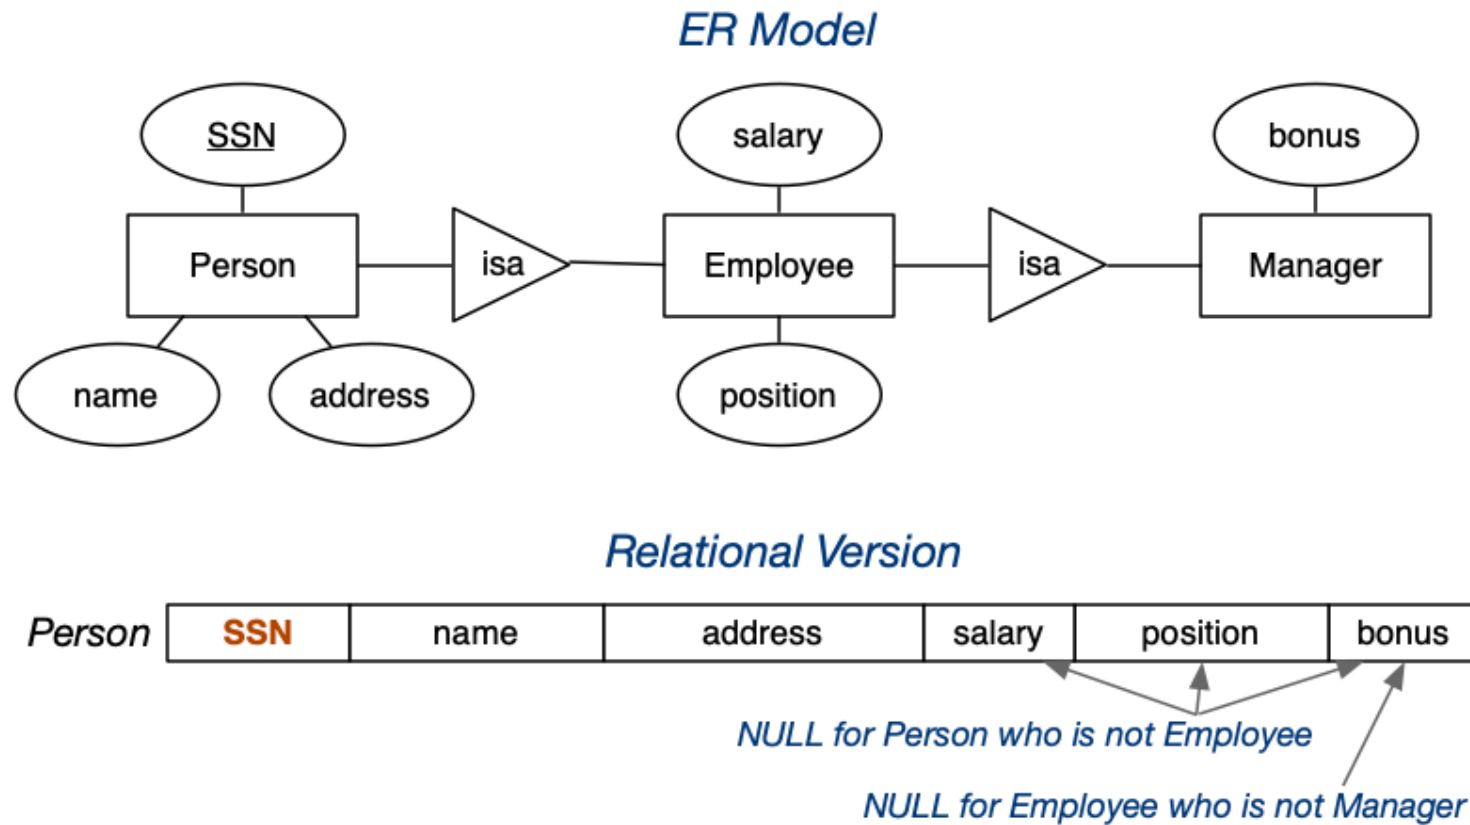 ER Model
SSN
salary
bonus
Person
isa
Employee
isa
Manager
name
address
position
Relational Version
Person SSN name address salary position bonus
NULL for Person who is not Employee
NULL for Employee who is not Manager